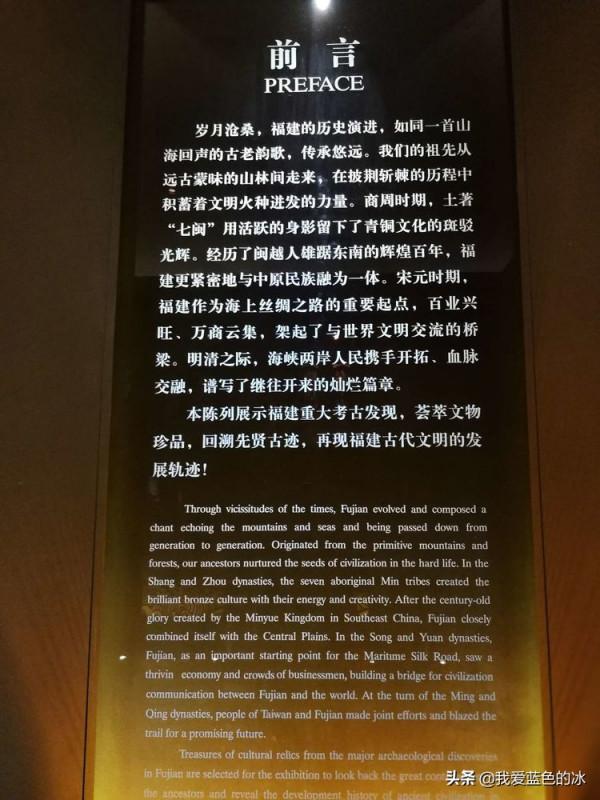 前言
PREFACE
岁月沧桑，福建的历史演进，如同一首山
海回声的古老韵歌，传承悠远。我们的祖先从
远古蒙昧的山林间走来，在披荆斩棘的历程中
积蓄着文明火种迸发的力量。商周时期，土著
“七闽”用活跃的身影留下了青铜文化的斑驳
光辉。经历了闽越人雄踞东南的辉煌百年，福
建更紧密地与中原民族融为一体。宋元时期，
福建作为海上丝绸之路的重要起点，百业兴
旺、万商云集，架起了与世界文明交流的桥
梁。明清之际，海峡两岸人民携手开拓、血脉
交融，谱写了继往开来的灿烂篇章。
本陈列展示福建重大考古发现，荟萃文物
珍品，回溯先贤古迹，再现福建古代文明的发
展轨迹！
Through vicissitudes of the times, Fujian evolved and composed a
chant echoing the mountains and seas and being passed down from
generation to generation. Originated from the primitive mountains and
forests, our ancestors nurtured the seeds of civilization in the hard life. In the
Shang and Zhou dynasties, the seven aboriginal Min tribes created the
brilliant bronze culture with their energy and creativity. After the century-old
glory created by the Minyue Kingdom in Southeast China, Fujian closely
combined itself with the Central Plains. In the Song and Yuan dynasties,
Fujian, as an important starting point for the Maritume Silk Road, saw a
thrivin economy and crowds of businessmen, building a bridge for civilization
communication between Fujian and the world. At the turn of the Ming and
Qing dynasties, people of Taiwan and Fujian made joint efforts and blazed the
trail for a promising future.
Treasures of cultural relics from the major archaeological discoveries
in Fujian are selected for the exhibition to look back the great
the ancestors and reveal the development history of ancient civilization
头条 @我爱蓝色的冰